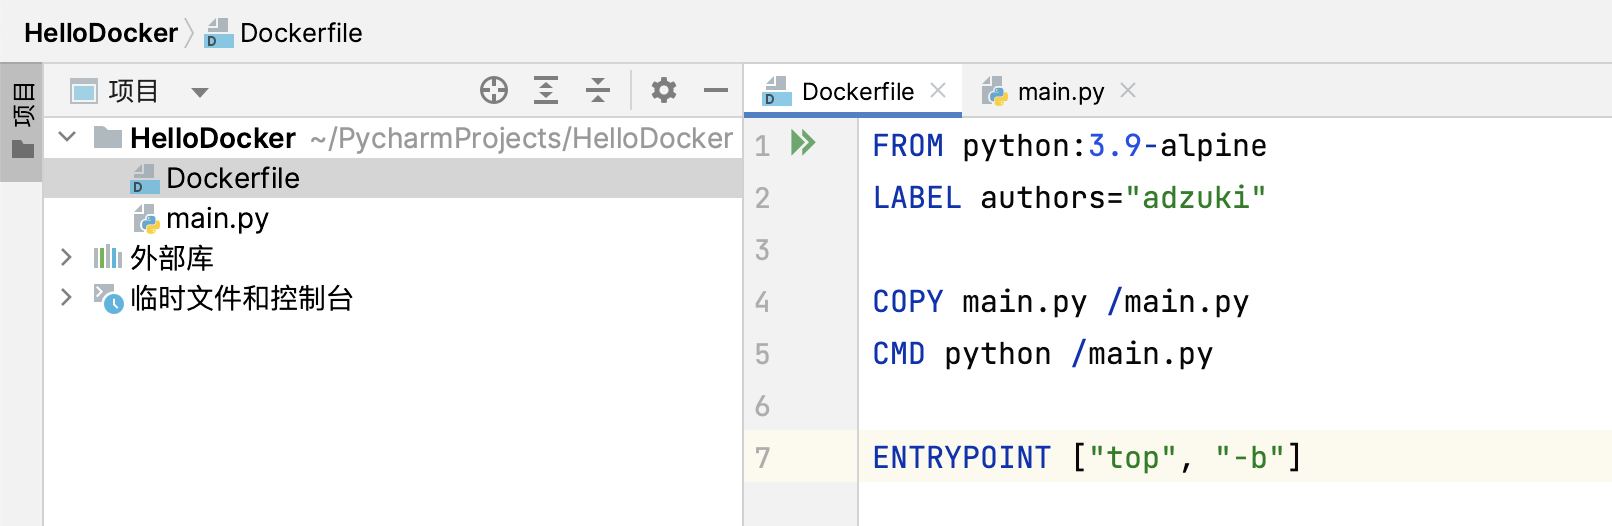 HelloDocker Dockerfile
项目
项目
HelloDocker ~/PycharmProjects/HelloDocker
Dockerfile
main.py
外部库
临时文件和控制台
Dockerfile
main.py
1 FROM python:3.9-alpine
2 LABEL authors="adzuki"
3
4 COPY main.py /main.py
5 CMD python /main.py
6
7 ENTRYPOINT ["top", "-b"]